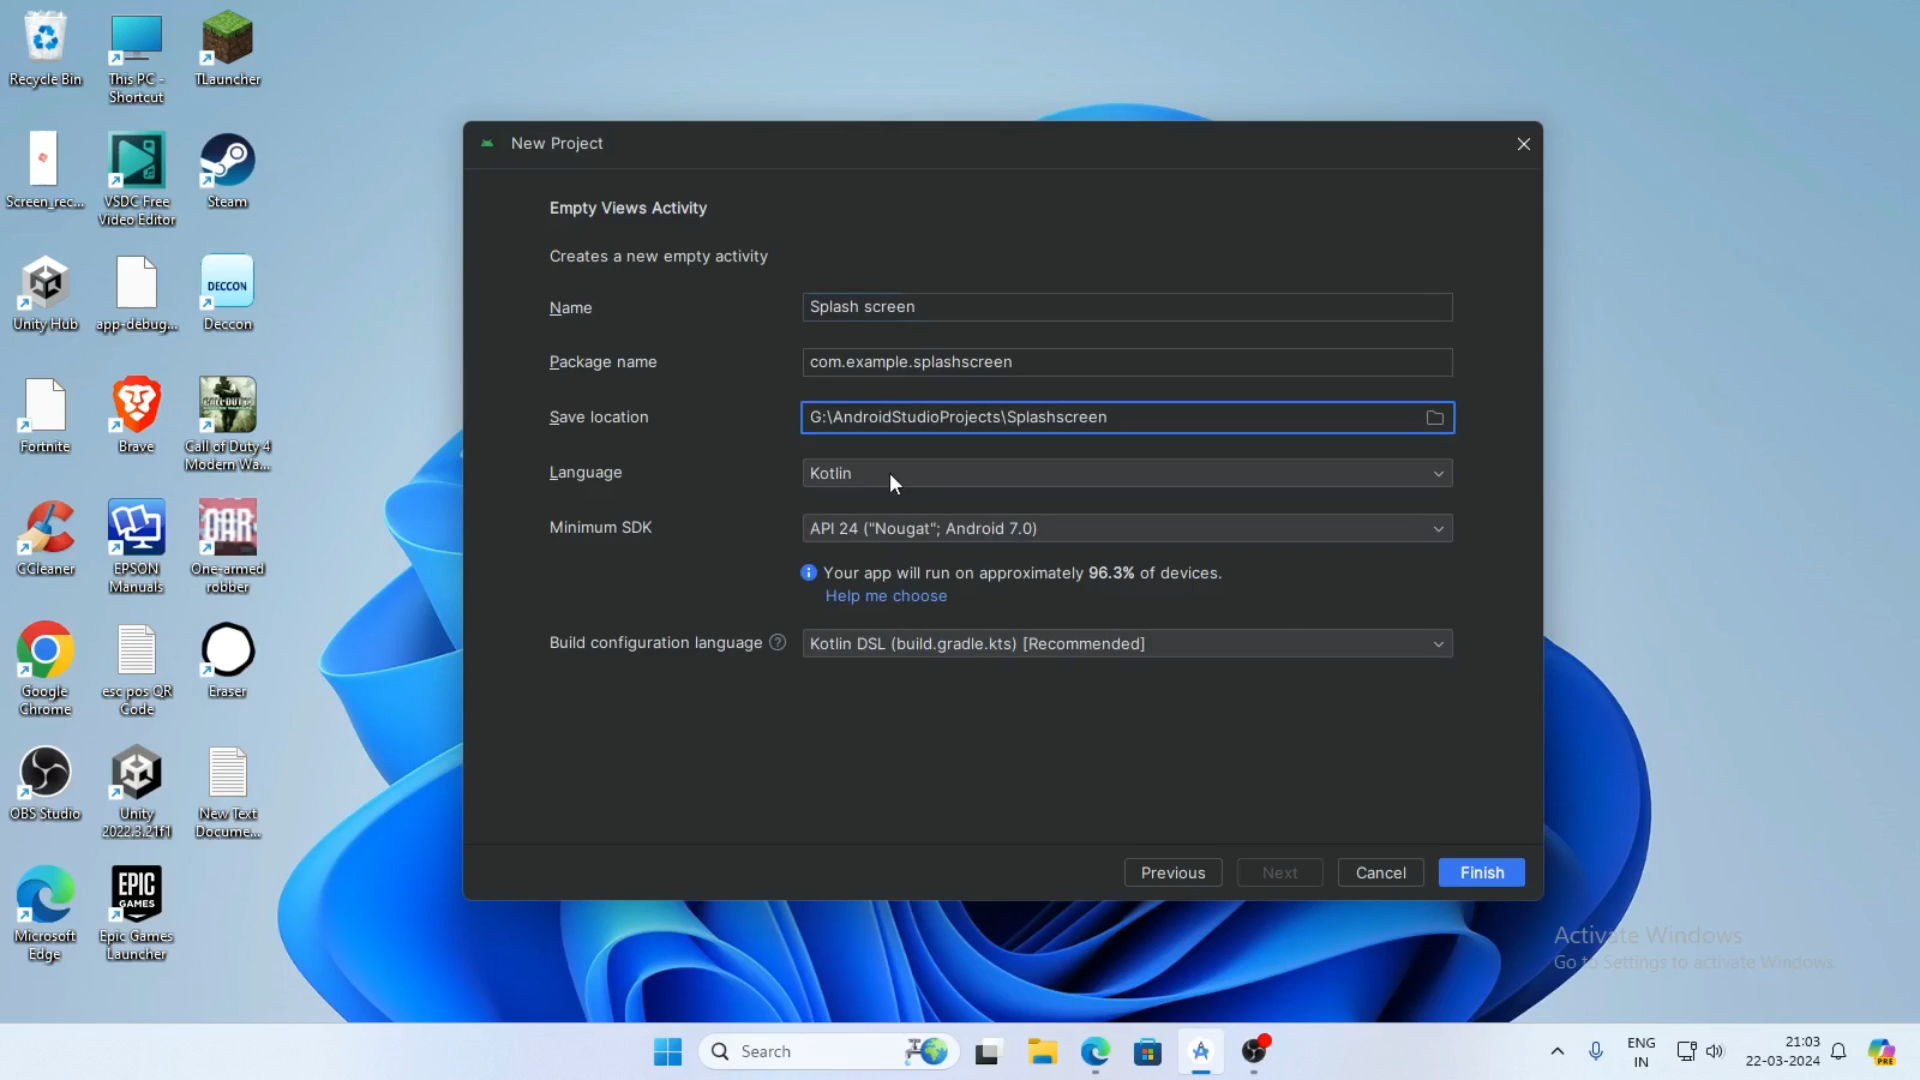 Recycle Bin
This PC -
Shortcut
TLauncher
Screen_rec...
VSDC Free
Video Editor
Steam
Unity Hub
app-debug,...
DECCON
Deccon
Fortnite
Brave
Call of Duty 4
Modern Wa...
CCleaner
EPSON
Manuals
OAR
One-armed
robber
Google
Chrome
esc pos QR
Code
Eraser
OBS Studio
Unity
2022.3.21f1
New Text
Docume...
Microsoft
Edge
EPIC
GAMES
Epic Games
Launcher
New Project
Empty Views Activity
Creates a new empty activity
Name
Splash screen
Package name
com.example.splashscreen
Save location
G:\AndroidStudioProjects\Splashscreen
Language
Kotlin
Minimum SDK
API 24 ("Nougat"; Android 7.0)
Your app will run on approximately 96.3% of devices.
Help me choose
Build configuration language ?
Kotlin DSL (build.gradle.kts) [Recommended]
Previous
Next
Cancel
Finish
Activate Windows
Go to Settings to activate Windows.
Search
ENG
IN
21:03
22-03-2024
PRE